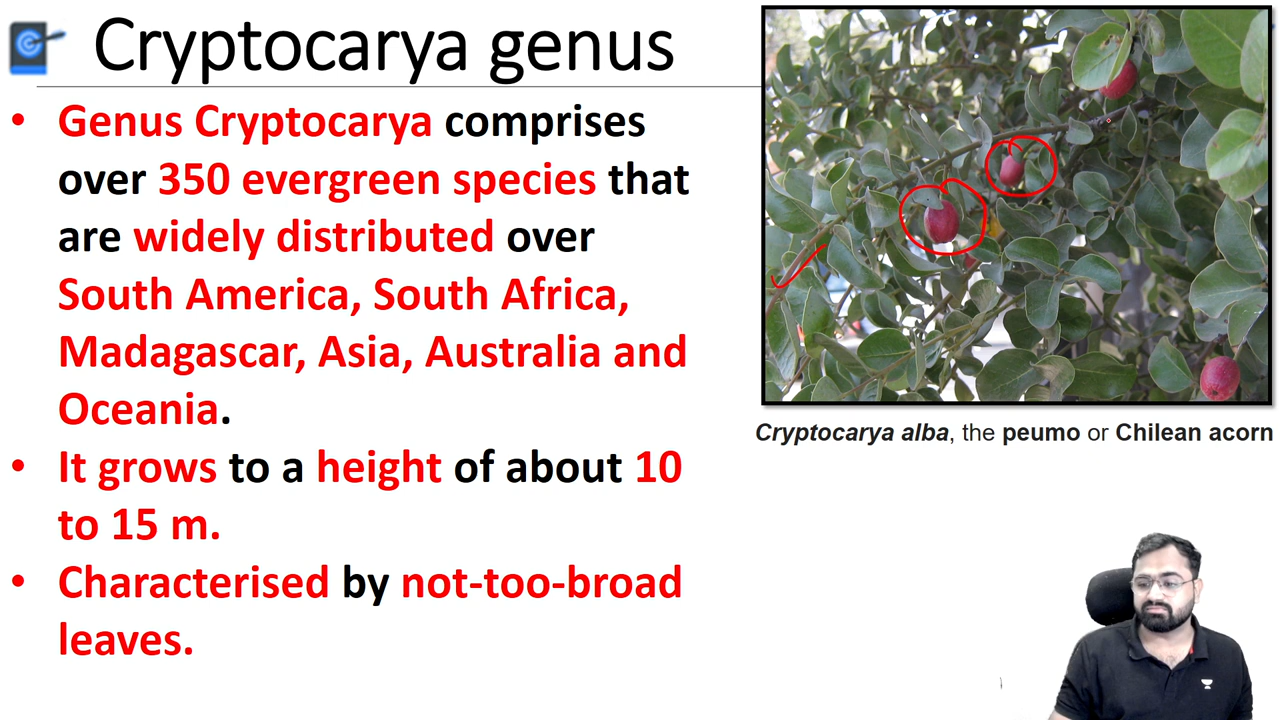 Cryptocarya genus
• Genus Cryptocarya comprises
over 350 evergreen species that
are widely distributed over
South America, South Africa,
Madagascar, Asia, Australia and
Oceania.
• It grows to a height of about 10
to 15 m.
• Characterised by not-too-broad
leaves.
Cryptocarya alba, the peumo or Chilean acorn